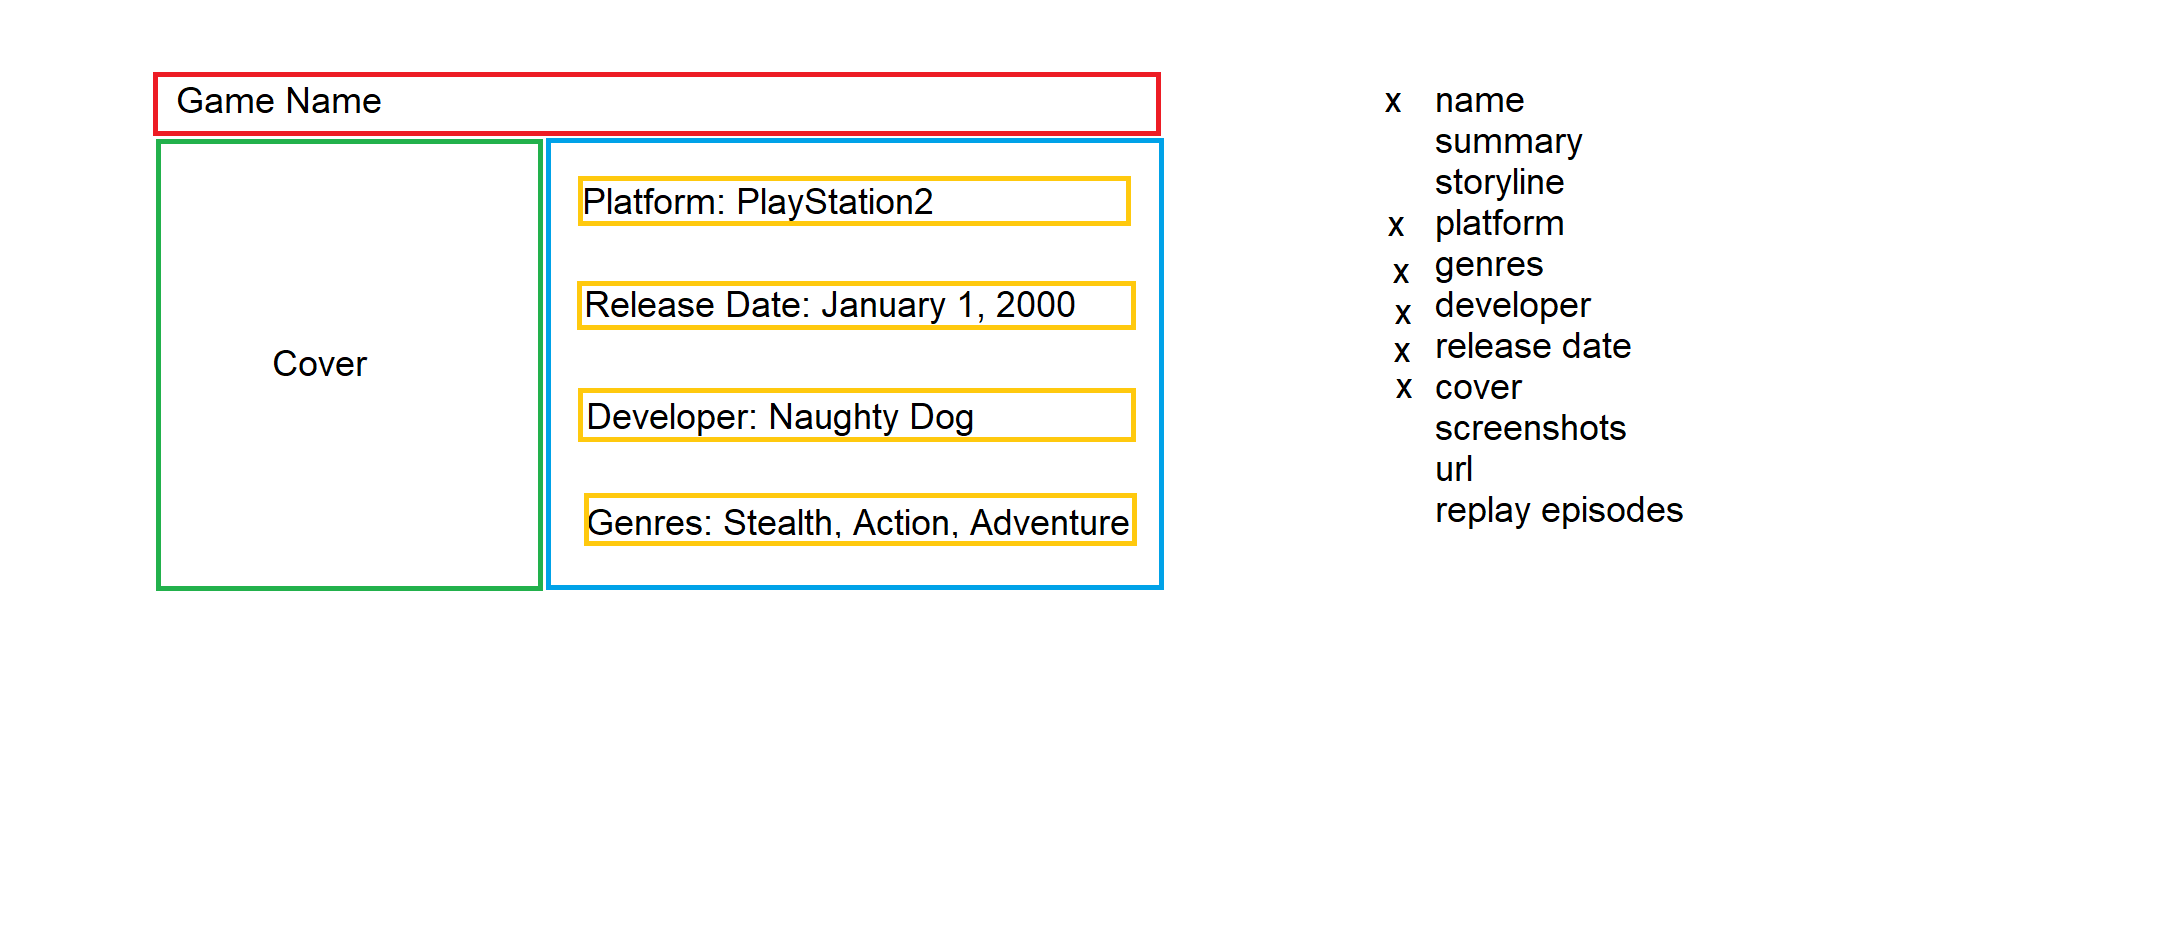 Game Name
Cover
Platform: PlayStation2
Release Date: January 1, 2000
Developer: Naughty Dog
Genres: Stealth, Action, Adventure
x name
summary
storyline
x platform
x genres
x developer
x release date
x cover
screenshots
url
replay episodes